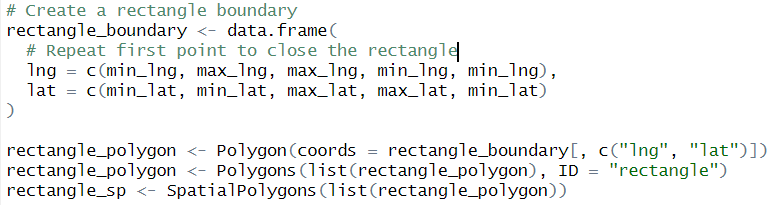 # Create a rectangle boundary
rectangle_boundary <- data.frame(
  # Repeat first point to close the rectangle
  lng = c(min_lng, max_lng, max_lng, min_lng, min_lng),
  lat = c(min_lat, min_lat, max_lat, max_lat, min_lat)
)

rectangle_polygon <- Polygon(coords = rectangle_boundary[, c("lng", "lat")])
rectangle_polygon <- Polygons(list(rectangle_polygon), ID = "rectangle")
rectangle_sp <- SpatialPolygons(list(rectangle_polygon))